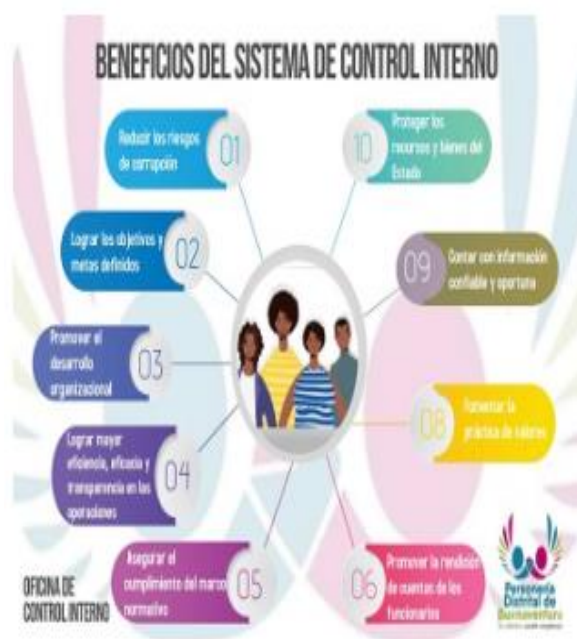 BENEFICIOS DEL SISTEMA DE CONTROL INTERNO
Reducir los riesgos
de corrupción
01
Lograr los objetivos y
metas definidos
02
Promover el
desarrollo
organizacional
03
Lograr mayor
eficiencia, eficacia y
transparencia en las
operaciones
04
Asegurar el
cumplimiento del marco
normativo
05
Promover la rendición
de cuentas de los
funcionarios
06
Fomentar la
práctica de valores
08
Contar con información
confiable y oportuna
09
Proteger los
recursos y bienes del
Estado
10
OFICINA DE
CONTROL INTERNO
Personería
Distrital de
Buenaventura